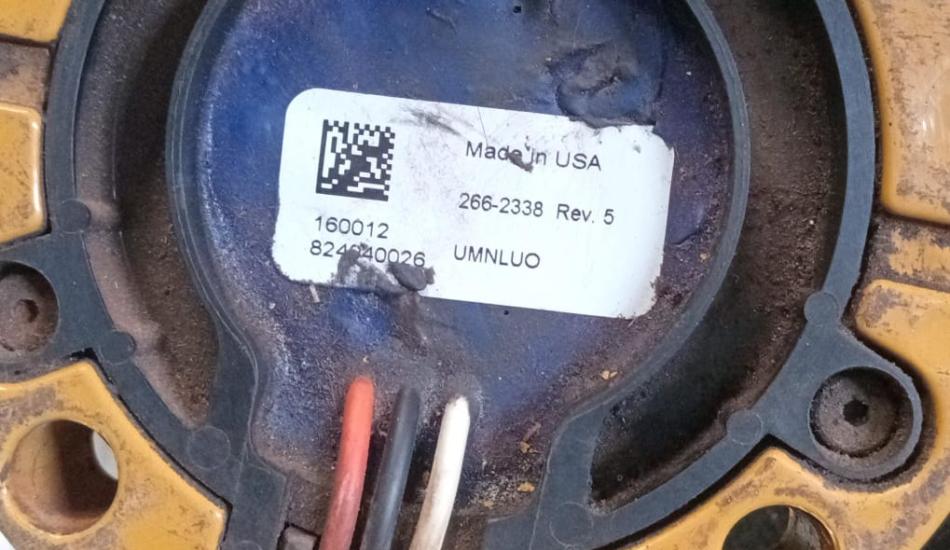 Made in USA
266-2338 Rev. 5
160012
UMNLUO